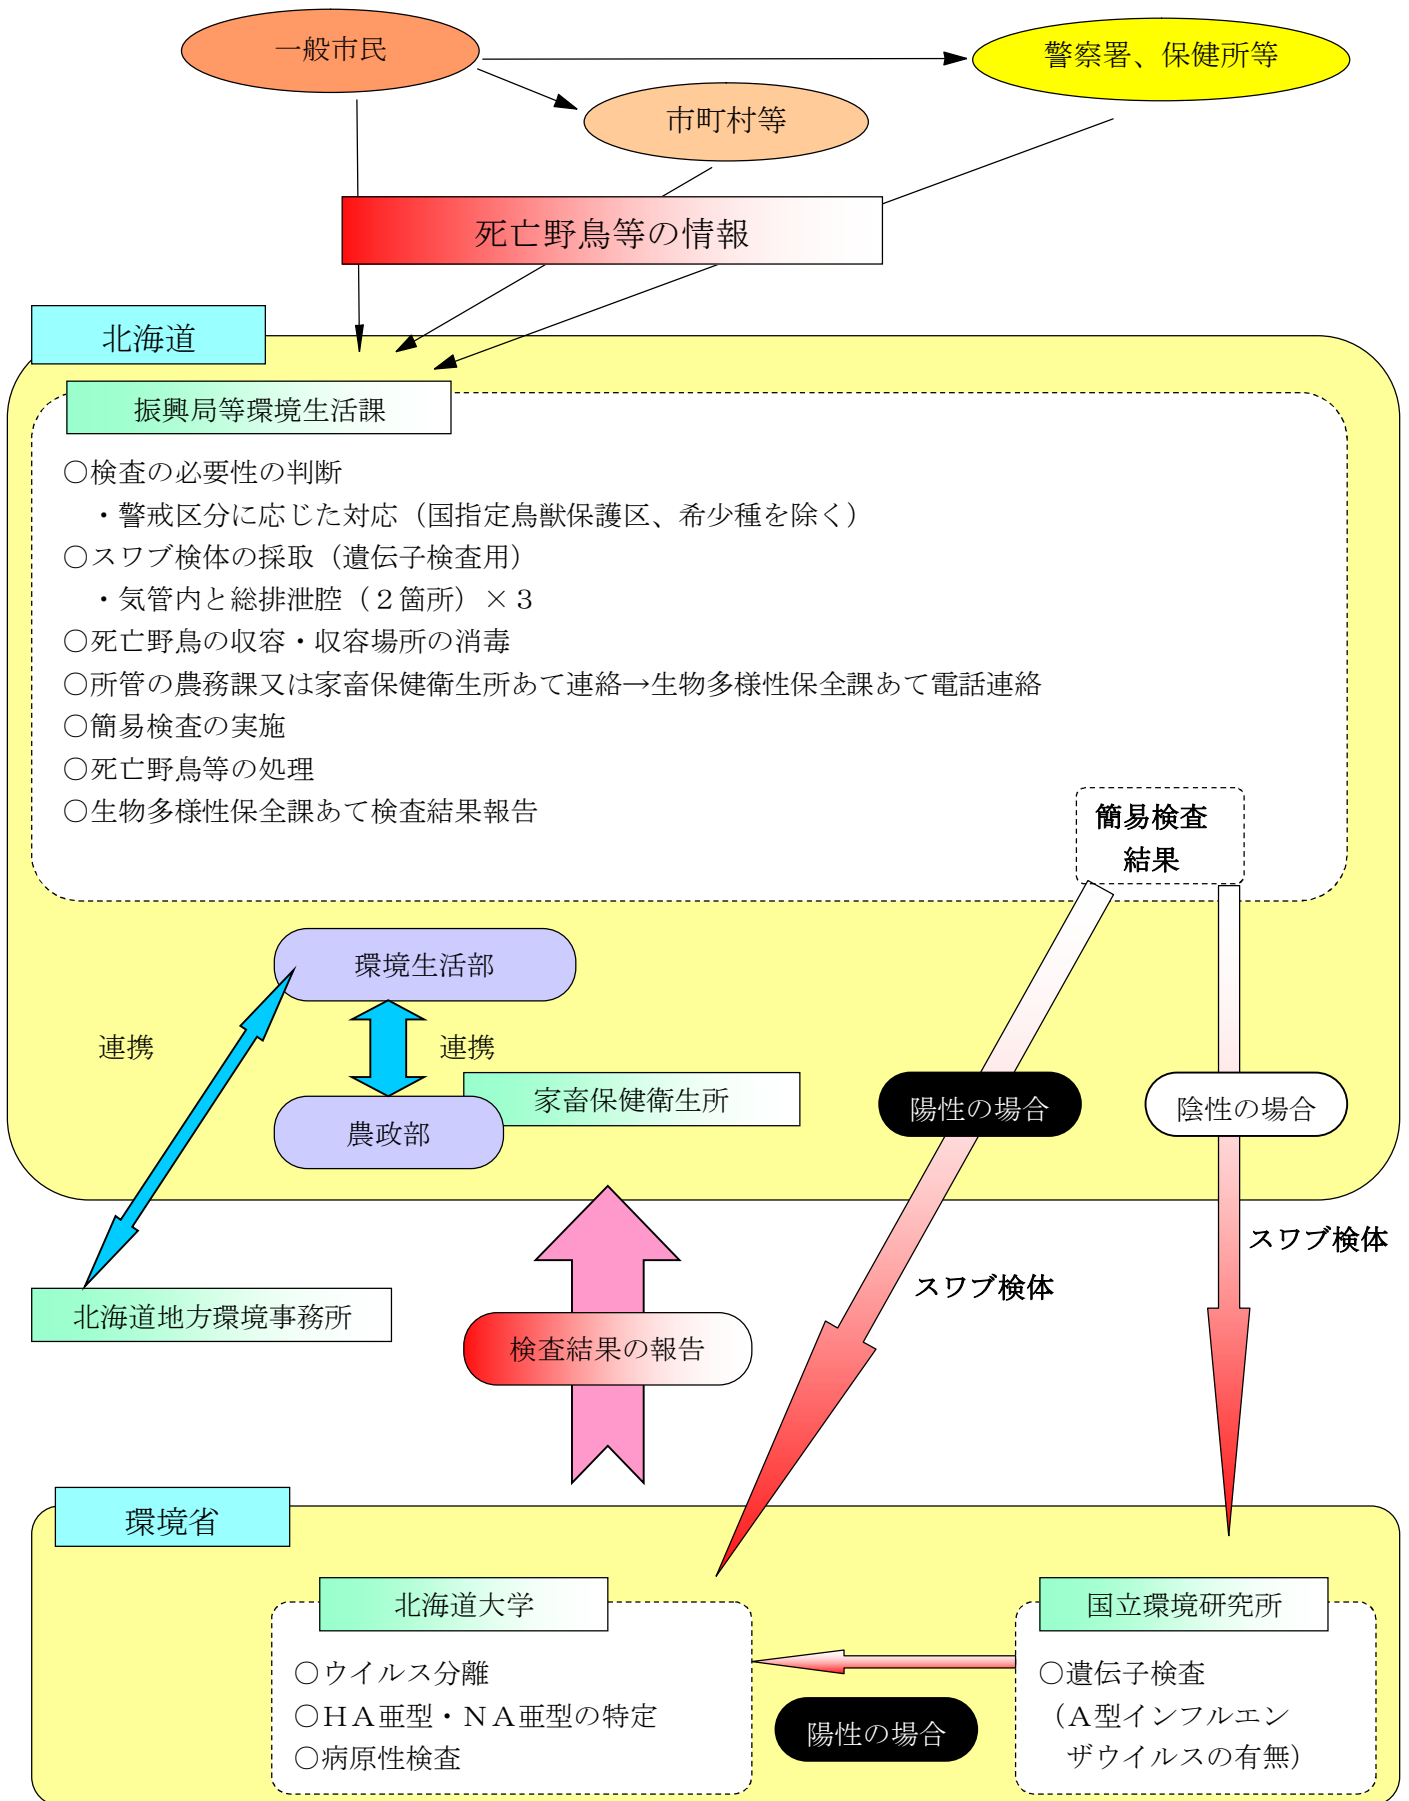 一般市民
警察署、保健所等
市町村等
死亡野鳥等の情報
北海道
振興局等環境生活課
○検査の必要性の判断
・警戒区分に応じた対応（国指定鳥獣保護区、希少種を除く）
○スワブ検体の採取（遺伝子検査用）
・気管内と総排泄腔（２箇所）×３
○死亡野鳥の収容・収容場所の消毒
○所管の農務課又は家畜保健衛生所あて連絡→生物多様性保全課あて電話連絡
○簡易検査の実施
○死亡野鳥等の処理
○生物多様性保全課あて検査結果報告
簡易検査
結果
環境生活部
連携
連携
家畜保健衛生所
農政部
陽性の場合
陰性の場合
スワブ検体
スワブ検体
北海道地方環境事務所
検査結果の報告
環境省
北海道大学
○ウイルス分離
○ＨＡ亜型・ＮＡ亜型の特定
○病原性検査
陽性の場合
国立環境研究所
○遺伝子検査
（Ａ型インフルエン
ザウイルスの有無）